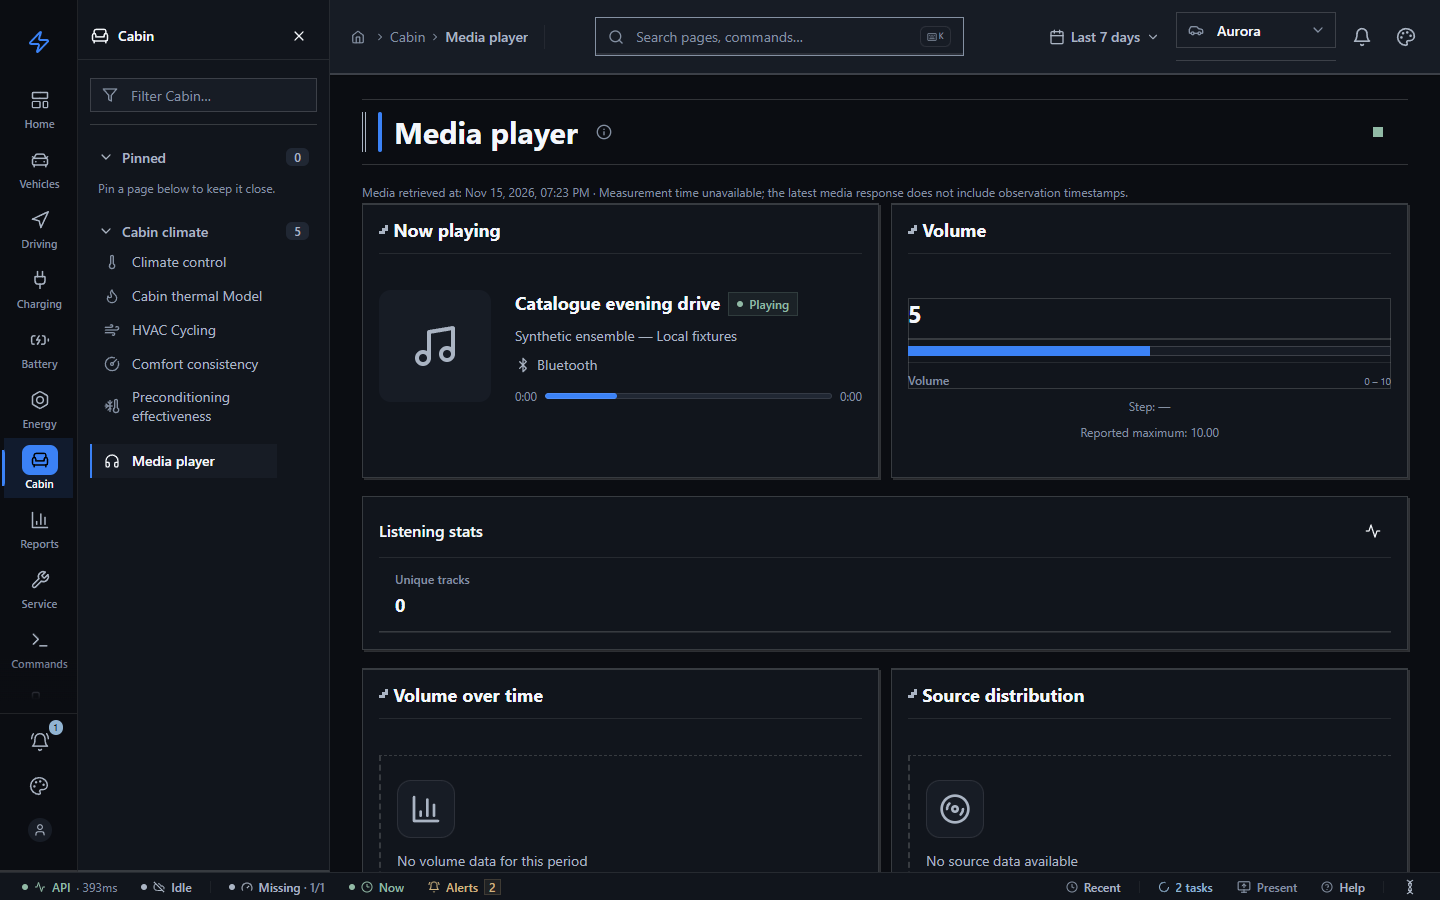 Home
Vehicles
Driving
Charging
Battery
Energy
Cabin
Reports
Service
Commands
1
Cabin
Filter Cabin...
Pinned
0
Pin a page below to keep it close.
Cabin climate
5
Climate control
Cabin thermal Model
HVAC Cycling
Comfort consistency
Preconditioning
effectiveness
Media player
Cabin
Media player
Search pages, commands...
K
Last 7 days
Aurora
Media player
Media retrieved at: Nov 15, 2026, 07:23 PM · Measurement time unavailable; the latest media response does not include observation timestamps.
Now playing
Catalogue evening drive
Playing
Synthetic ensemble — Local fixtures
Bluetooth
0:00
0:00
Volume
5
Volume
0 – 10
Step: —
Reported maximum: 10.00
Listening stats
Unique tracks
0
Volume over time
No volume data for this period
Source distribution
No source data available
API · 393ms
Idle
Missing · 1/1
Now
Alerts 2
Recent
2 tasks
Present
Help